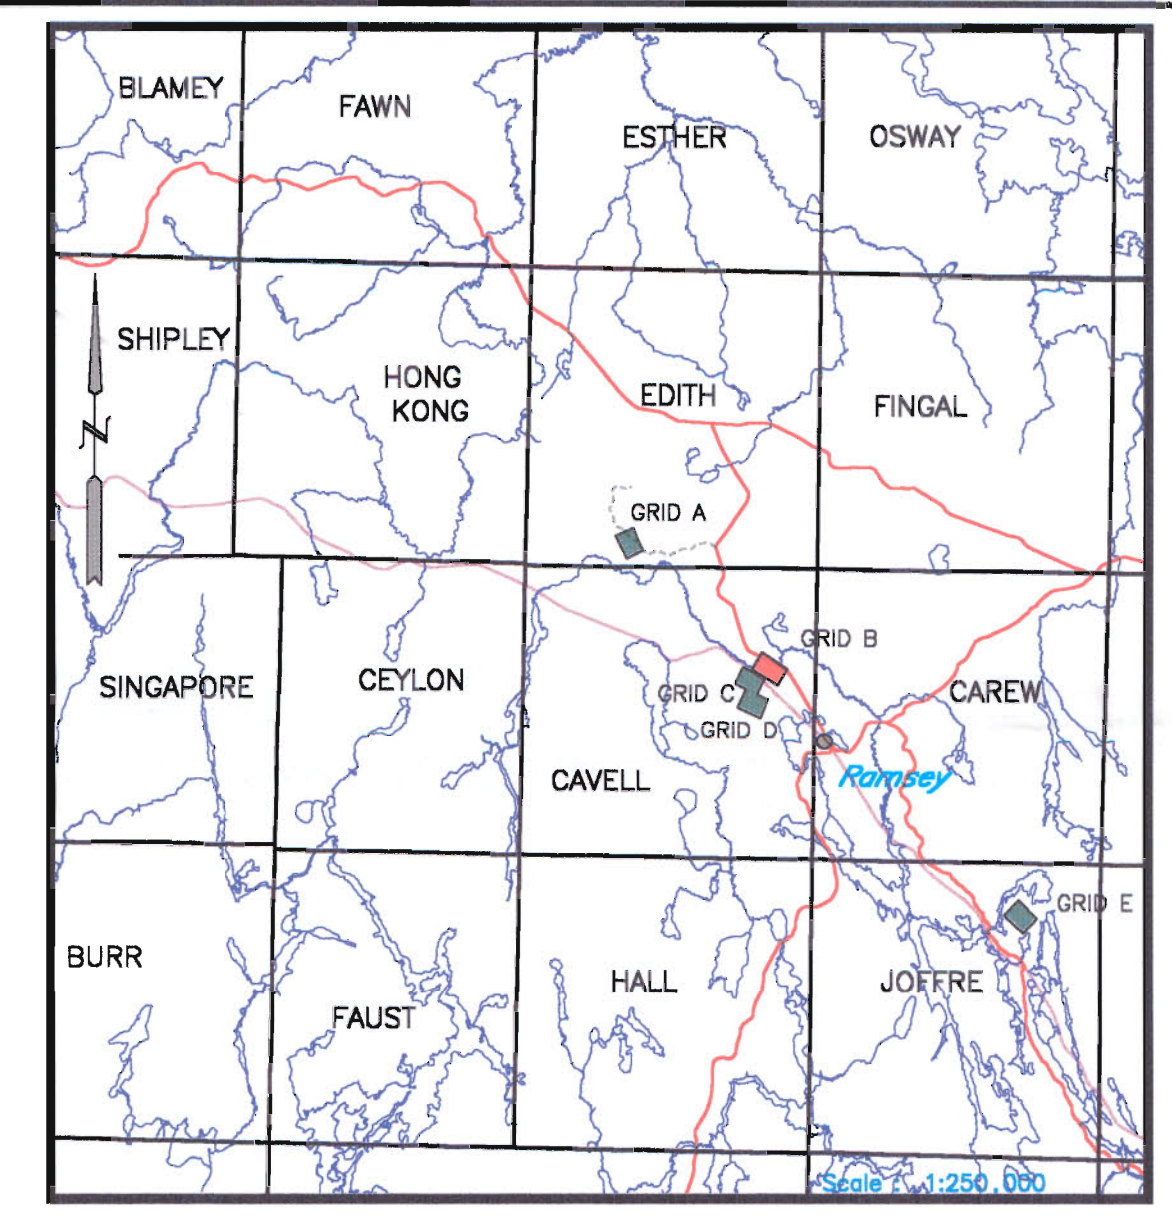 BLAMEY
FAWN
ESTHER
OSWAY
SHIPLEY
HONG
KONG
EDITH
FINGAL
N
GRID A
GRID B
SINGAPORE
CEYLON
GRID C
CAREW
GRID D
CAVELL
Ramsey
GRID E
BURR
HALL
JOFFRE
FAUST
Scale : 1:250,000